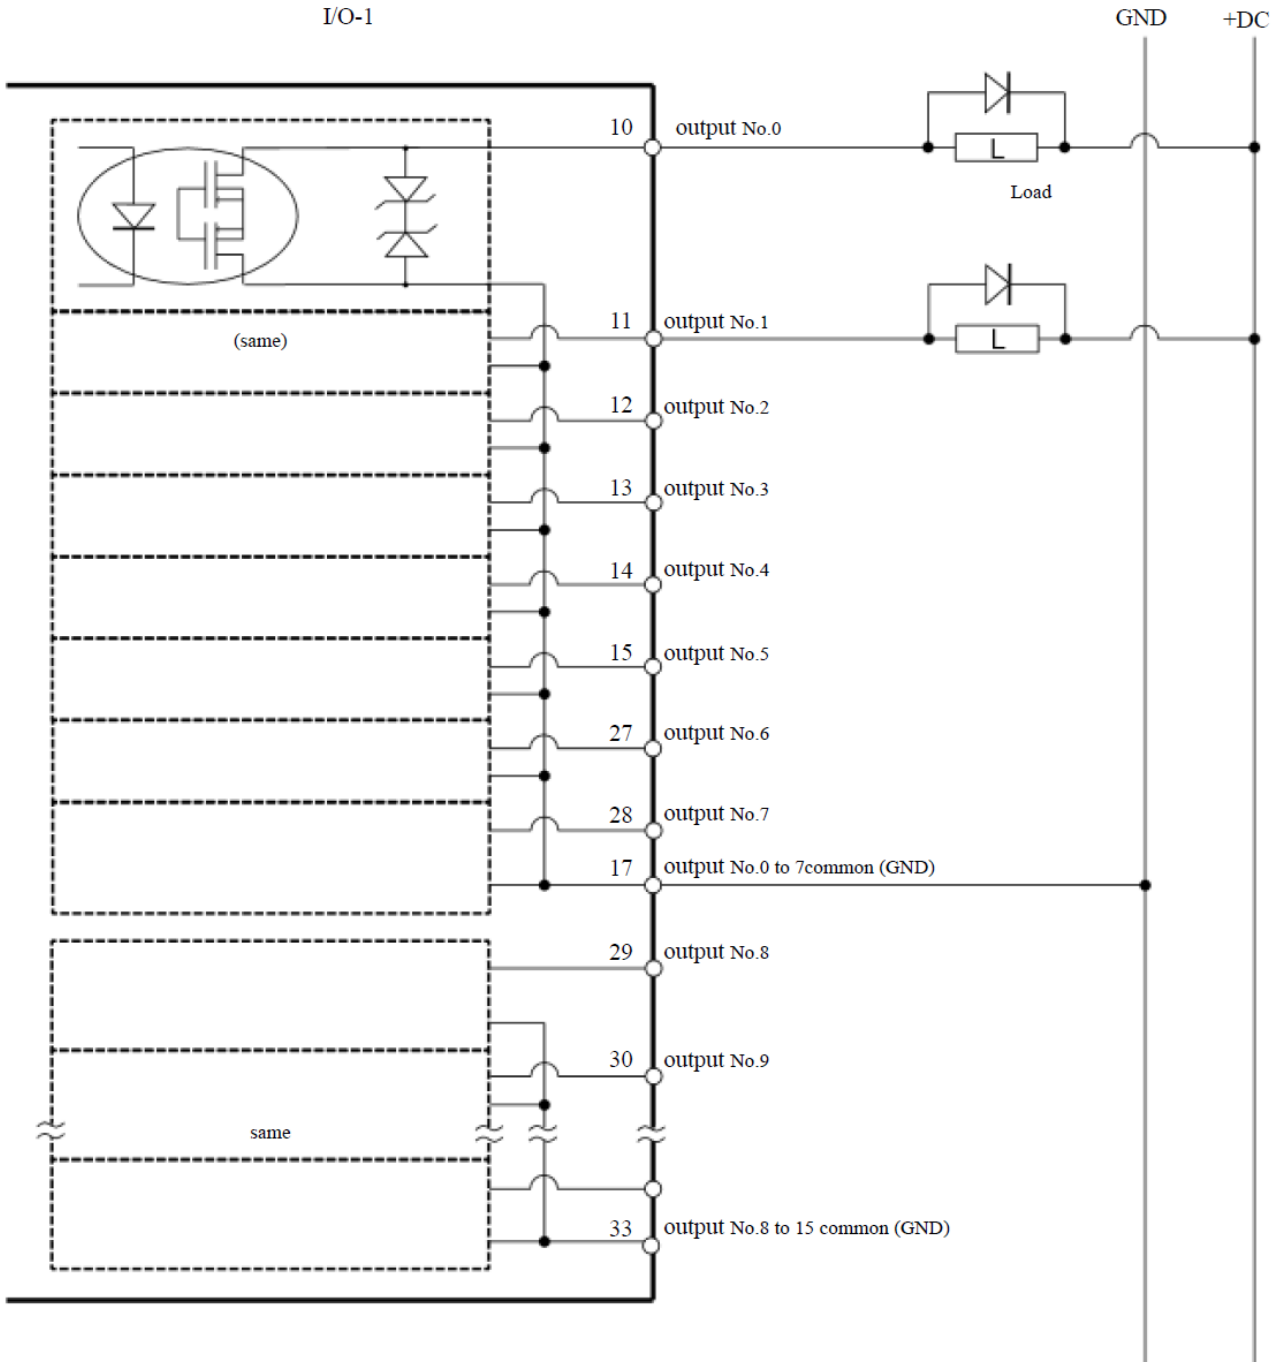 I/O-1
GND
+DC
10
output No.0
L
Load
11
output No.1
L
(same)
12
output No.2
13
output No.3
14
output No.4
15
output No.5
27
output No.6
28
output No.7
17
output No.0 to 7common (GND)
29
output No.8
30
output No.9
same
33
output No.8 to 15 common (GND)